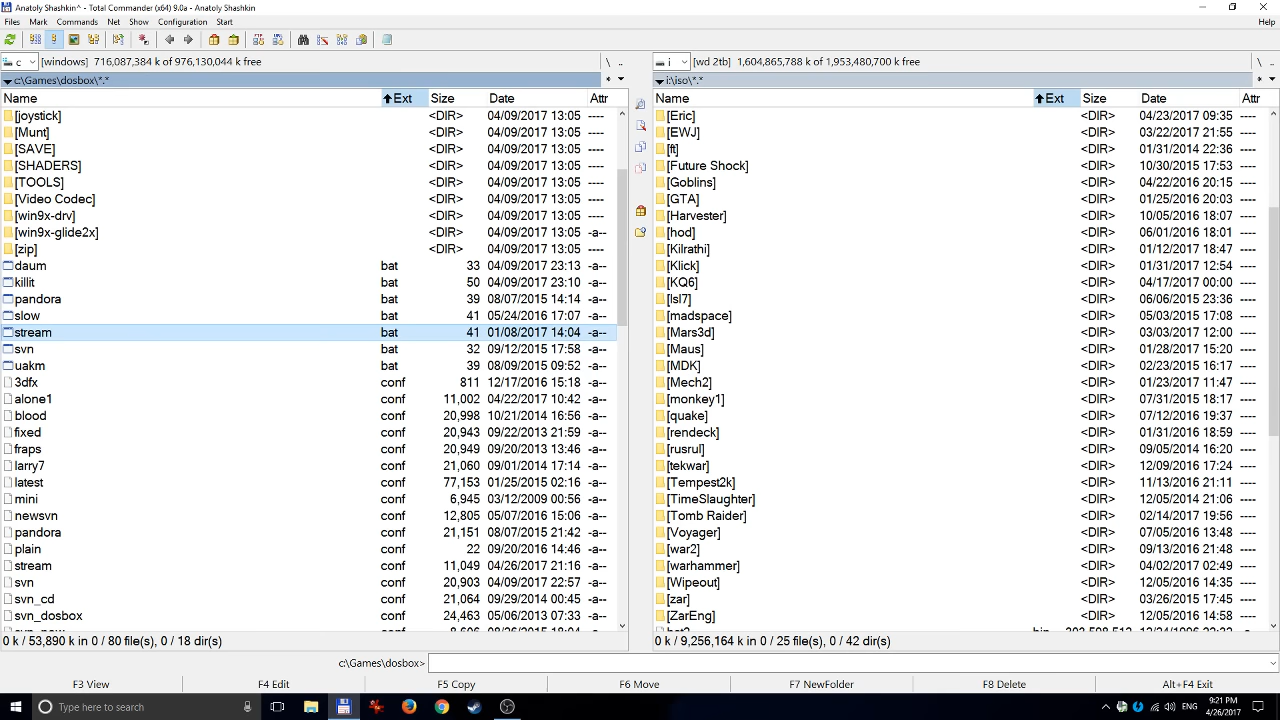 Anatoly Shashkin^ - Total Commander (x64) 9.0a - Anatoly Shashkin
Files Mark Commands Net Show Configuration Start Help
c [windows] 716,087,384 k of 976,130,044 k free \ ..
i [wd 2tb] 1,604,865,788 k of 1,953,480,700 k free \ ..
c:\Games\dosbox\*.*
i:\iso\*.*
Name Ext Size Date Attr
[joystick] <DIR> 04/09/2017 13:05 ----
[Munt] <DIR> 04/09/2017 13:05 ----
[SAVE] <DIR> 04/09/2017 13:05 ----
[SHADERS] <DIR> 04/09/2017 13:05 ----
[TOOLS] <DIR> 04/09/2017 13:05 ----
[Video Codec] <DIR> 04/09/2017 13:05 ----
[win9x-drv] <DIR> 04/09/2017 13:05 ----
[win9x-glide2x] <DIR> 04/09/2017 13:05 -a--
[zip] <DIR> 04/09/2017 13:05 ----
daum bat 33 04/09/2017 23:13 -a--
killit bat 50 04/09/2017 23:10 -a--
pandora bat 39 08/07/2015 14:14 -a--
slow bat 41 05/24/2016 17:07 -a--
stream bat 41 01/08/2017 14:04 -a--
svn bat 32 09/12/2015 17:58 -a--
uakm bat 39 08/09/2015 09:52 -a--
3dfx conf 811 12/17/2016 15:18 -a--
alone1 conf 11,002 04/22/2017 10:42 -a--
blood conf 20,998 10/21/2014 16:56 -a--
fixed conf 20,943 09/22/2013 21:59 -a--
fraps conf 20,949 09/20/2013 13:46 -a--
larry7 conf 21,060 09/01/2014 17:14 -a--
latest conf 77,153 01/25/2015 02:16 -a--
mini conf 6,945 03/12/2009 00:56 -a--
newsvn conf 12,805 05/07/2016 15:06 -a--
pandora conf 21,151 08/07/2015 21:42 -a--
plain conf 22 09/20/2016 14:46 -a--
stream conf 11,049 04/26/2017 21:16 -a--
svn conf 20,903 04/09/2017 22:57 -a--
svn_cd conf 21,064 09/29/2014 00:45 -a--
svn_dosbox conf 24,463 05/06/2013 07:33 -a--
0 k / 53,890 k in 0 / 80 file(s), 0 / 18 dir(s)
Name Ext Size Date Attr
[Eric] <DIR> 04/23/2017 09:35 ----
[EWJ] <DIR> 03/22/2017 21:55 ----
[ft] <DIR> 01/31/2014 22:36 ----
[Future Shock] <DIR> 10/30/2015 17:53 ----
[Goblins] <DIR> 04/22/2016 20:15 ----
[GTA] <DIR> 01/25/2016 20:03 ----
[Harvester] <DIR> 10/05/2016 18:07 ----
[hod] <DIR> 06/01/2016 18:01 ----
[Kilrathi] <DIR> 01/12/2017 18:47 ----
[Klick] <DIR> 01/31/2017 12:54 ----
[KQ6] <DIR> 04/17/2017 00:00 ----
[lsl7] <DIR> 06/06/2015 23:36 ----
[madspace] <DIR> 05/03/2015 17:08 ----
[Mars3d] <DIR> 03/03/2017 12:00 ----
[Maus] <DIR> 01/28/2017 15:20 ----
[MDK] <DIR> 02/23/2015 16:17 ----
[Mech2] <DIR> 01/23/2017 11:47 ----
[monkey1] <DIR> 07/31/2015 18:17 ----
[quake] <DIR> 07/12/2016 19:37 ----
[rendeck] <DIR> 01/31/2016 18:59 ----
[rusrul] <DIR> 09/05/2014 16:20 ----
[tekwar] <DIR> 12/09/2016 17:24 ----
[Tempest2k] <DIR> 11/13/2016 21:11 ----
[TimeSlaughter] <DIR> 12/05/2014 21:06 ----
[Tomb Raider] <DIR> 02/14/2017 19:56 ----
[Voyager] <DIR> 07/05/2016 13:48 ----
[war2] <DIR> 09/13/2016 21:48 ----
[warhammer] <DIR> 04/02/2017 02:49 ----
[Wipeout] <DIR> 12/05/2016 14:35 ----
[zar] <DIR> 03/26/2015 17:45 ----
[ZarEng] <DIR> 12/05/2016 14:58 ----
0 k / 9,256,164 k in 0 / 25 file(s), 0 / 42 dir(s)
c:\Games\dosbox>
F3 View F4 Edit F5 Copy F6 Move F7 NewFolder F8 Delete Alt+F4 Exit
Type here to search
ENG
9:21 PM
4/26/2017